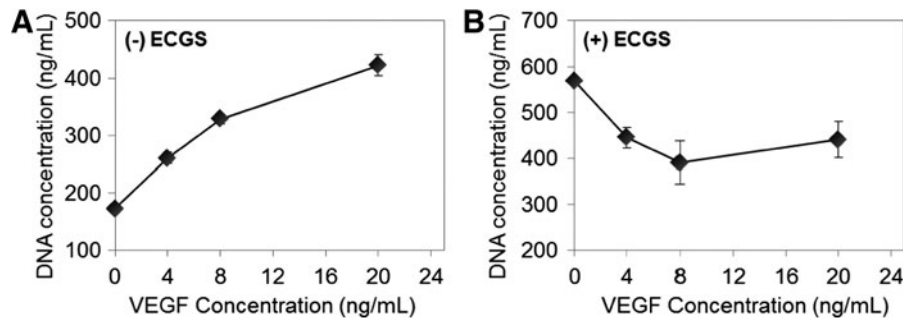 A
(-) ECGS
DNA concentration (ng/mL)
500
400
300
200
100
0 4 8 12 16 20 24
VEGF Concentration (ng/mL)
B
(+) ECGS
DNA concentration (ng/mL)
700
600
500
400
300
200
0 4 8 12 16 20 24
VEGF Concentration (ng/mL)